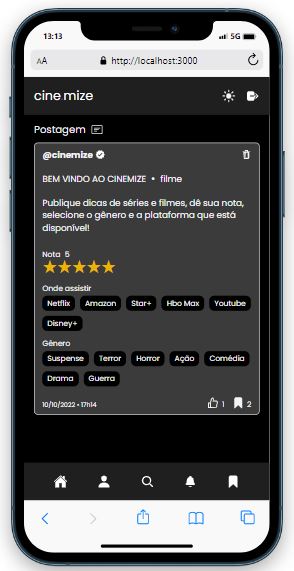 13:13
5G
AA
http://localhost:3000
cine mize
Postagem
@cinemize
BEM VINDO AO CINEMIZE • filme
Publique dicas de séries e filmes, dê sua nota,
selecione o gênero e a plataforma que está
disponível!
Nota 5
Onde assistir
Netflix Amazon Star+ Hbo Max Youtube
Disney+
Gênero
Suspense Terror Horror Ação Comédia
Drama Guerra
10/10/2022 • 17h14 1 2